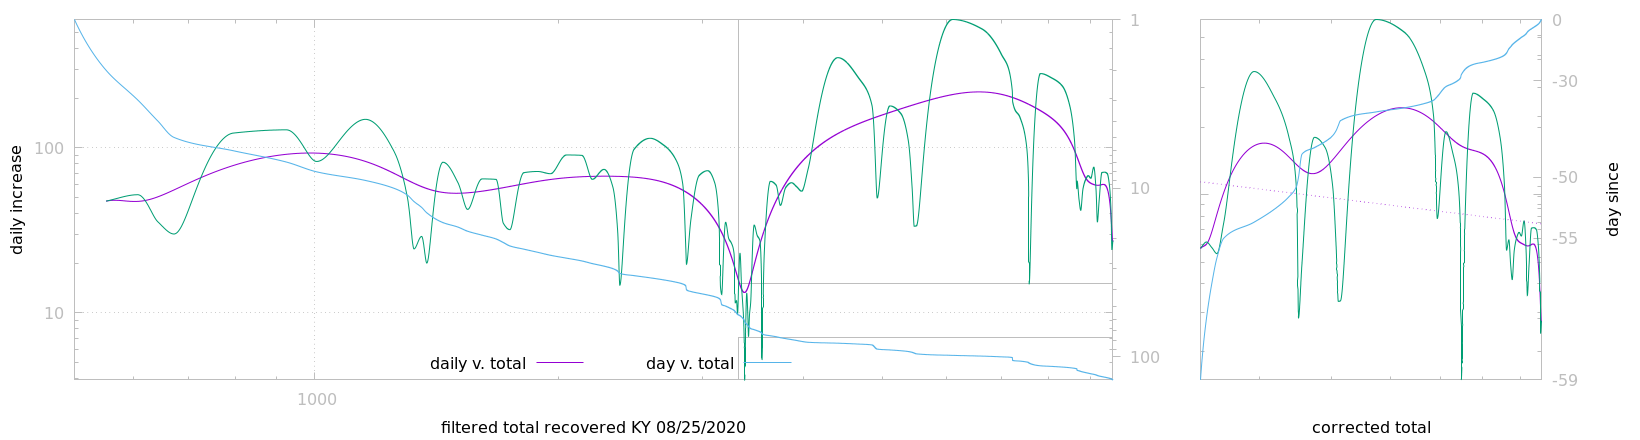 daily increase
100
10
1000
daily v. total
day v. total
1
10
100
filtered total recovered KY 08/25/2020
0
-30
-50
-55
-59
day since
corrected total